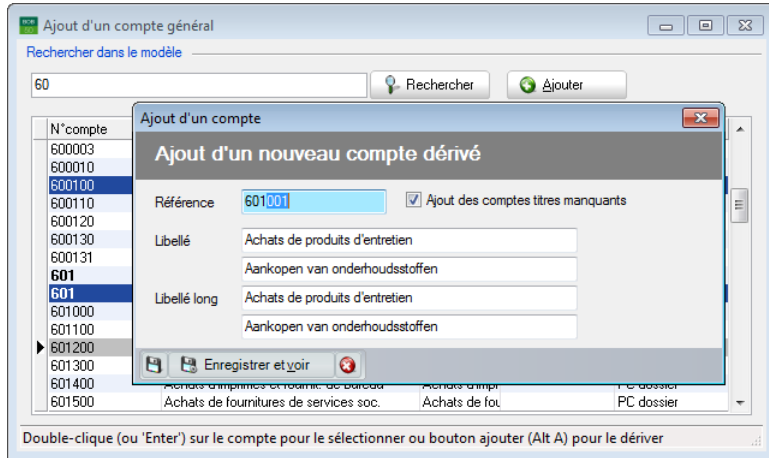 Ajout d'un compte général
Rechercher dans le modèle
60
Rechercher
Ajouter
N°compte
600003
600010
600100
600110
600120
600130
600131
601
601
601000
601100
601200
601300
601400
PC dossier
601500 Achats de fournitures de services soc. Achats de fou PC dossier
Ajout d'un compte
Ajout d'un nouveau compte dérivé
Référence 601001 Ajout des comptes titres manquants
Libellé Achats de produits d'entretien
Aankopen van onderhoudsstoffen
Libellé long Achats de produits d'entretien
Aankopen van onderhoudsstoffen
Enregistrer et voir
Double-clique (ou 'Enter') sur le compte pour le sélectionner ou bouton ajouter (Alt A) pour le dériver